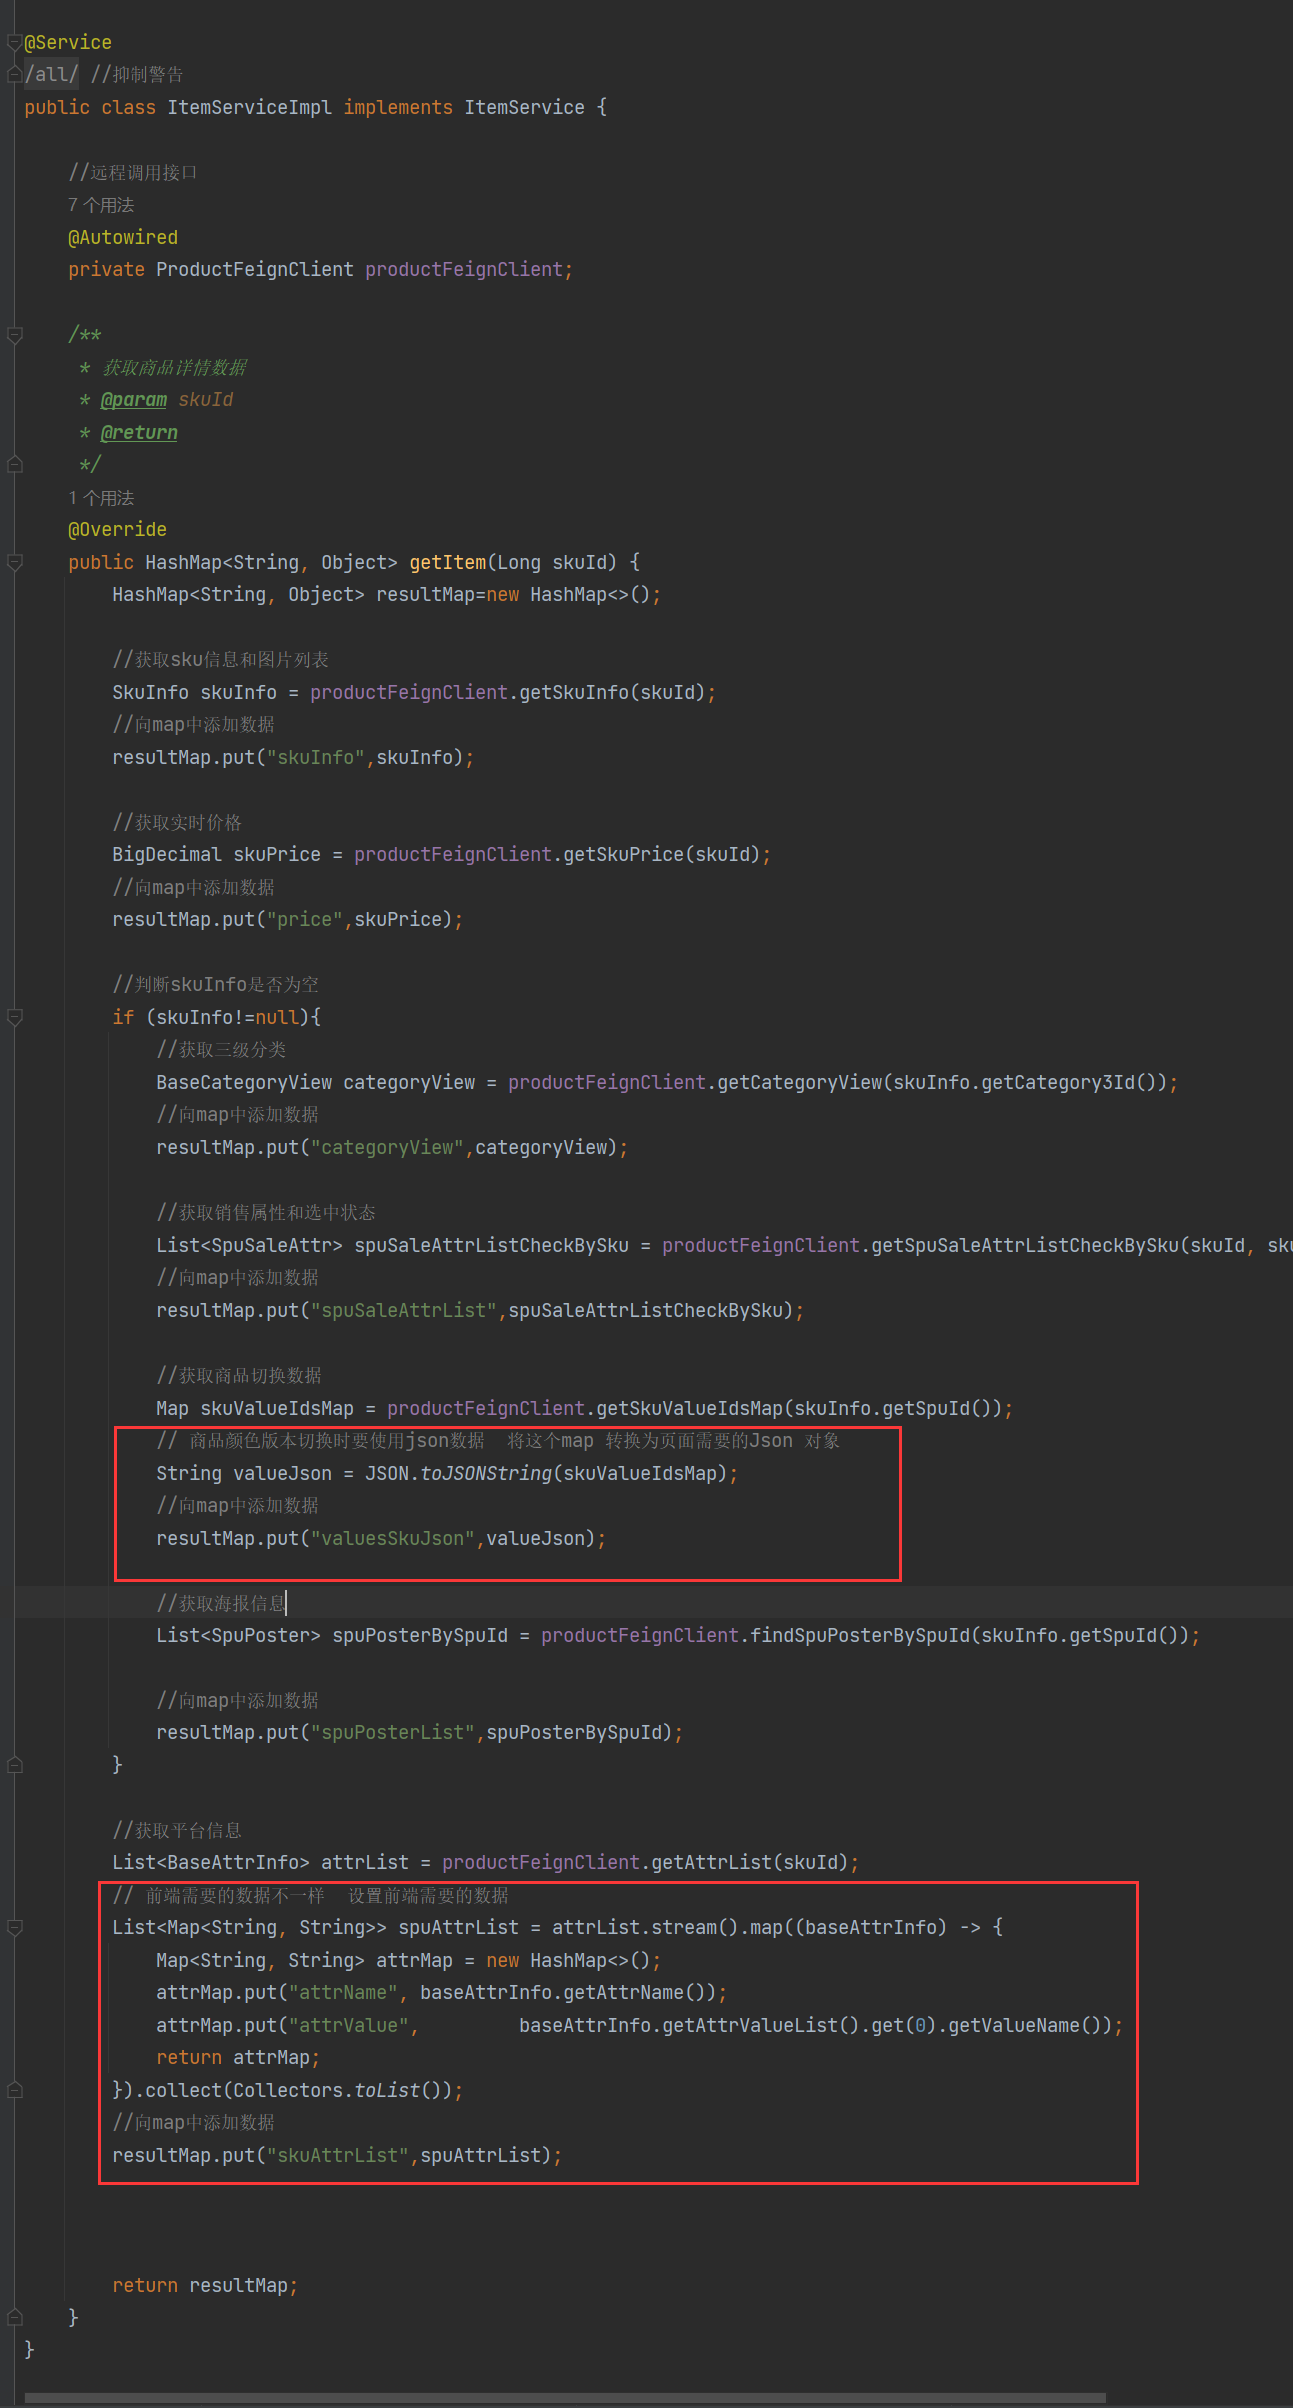 @Service
/all/ //抑制警告
public class ItemServiceImpl implements ItemService {
//远程调用接口
7 个用法
@Autowired
private ProductFeignClient productFeignClient;
/**
* 获取商品详情数据
* @param skuId
* @return
*/
1 个用法
@Override
public HashMap<String, Object> getItem(Long skuId) {
HashMap<String, Object> resultMap=new HashMap<>();
//获取sku信息和图片列表
SkuInfo skuInfo = productFeignClient.getSkuInfo(skuId);
//向map中添加数据
resultMap.put("skuInfo",skuInfo);
//获取实时价格
BigDecimal skuPrice = productFeignClient.getSkuPrice(skuId);
//向map中添加数据
resultMap.put("price",skuPrice);
//判断skuInfo是否为空
if (skuInfo!=null){
//获取三级分类
BaseCategoryView categoryView = productFeignClient.getCategoryView(skuInfo.getCategory3Id());
//向map中添加数据
resultMap.put("categoryView",categoryView);
//获取销售属性和选中状态
List<SpuSaleAttr> spuSaleAttrListCheckBySku = productFeignClient.getSpuSaleAttrListCheckBySku(skuId, sku
//向map中添加数据
resultMap.put("spuSaleAttrList",spuSaleAttrListCheckBySku);
//获取商品切换数据
Map skuValueIdsMap = productFeignClient.getSkuValueIdsMap(skuInfo.getSpuId());
// 商品颜色版本切换时要使用json数据  将这个map 转换为页面需要的Json 对象
String valueJson = JSON.toJSONString(skuValueIdsMap);
//向map中添加数据
resultMap.put("valuesSkuJson",valueJson);
//获取海报信息
List<SpuPoster> spuPosterBySpuId = productFeignClient.findSpuPosterBySpuId(skuInfo.getSpuId());
//向map中添加数据
resultMap.put("spuPosterList",spuPosterBySpuId);
}
//获取平台信息
List<BaseAttrInfo> attrList = productFeignClient.getAttrList(skuId);
// 前端需要的数据不一样  设置前端需要的数据
List<Map<String, String>> spuAttrList = attrList.stream().map((baseAttrInfo) -> {
Map<String, String> attrMap = new HashMap<>();
attrMap.put("attrName", baseAttrInfo.getAttrName());
attrMap.put("attrValue",         baseAttrInfo.getAttrValueList().get(0).getValueName());
return attrMap;
}).collect(Collectors.toList());
//向map中添加数据
resultMap.put("skuAttrList",spuAttrList);
return resultMap;
}
}